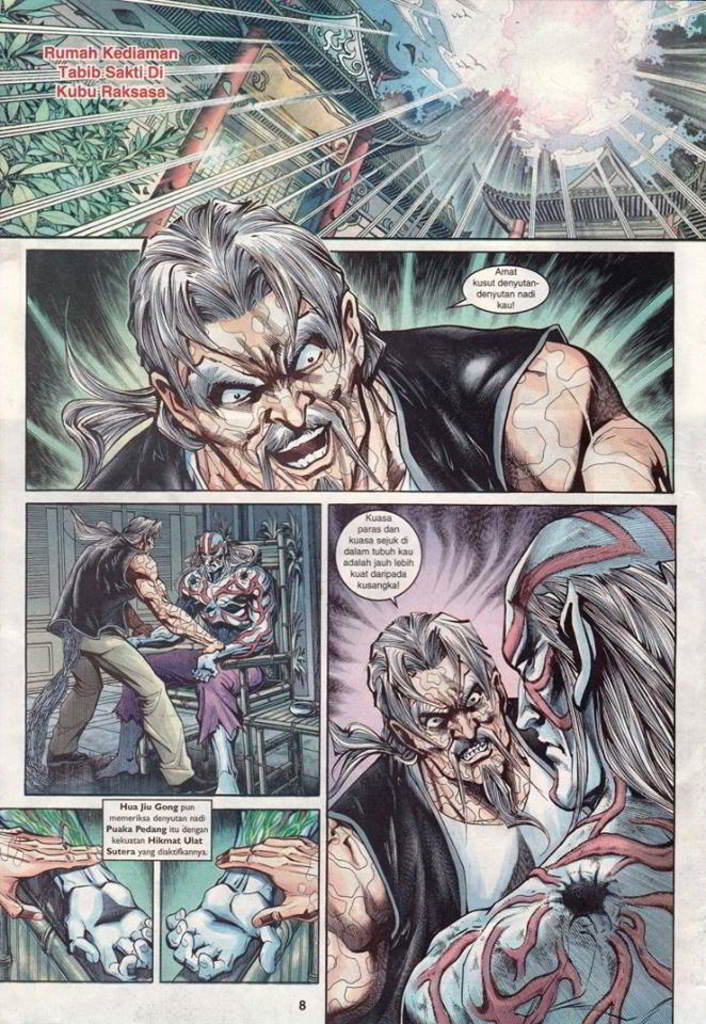 Rumah Kediaman
Tabib Sakti Di
Kubu Raksasa
Amat
kusut denyutan-
denyutan nadi
kau!
Kuasa
paras dan
kuasa sejuk di
dalam tubuh kau
adalah jauh lebih
kuat daripada
kusangka!
Hua Jiu Gong pun
memeriksa denyutan nadi
Puaka Pedang itu dengan
kekuatan Hikmat Ulat
Sutera yang diaktifkannya.
8